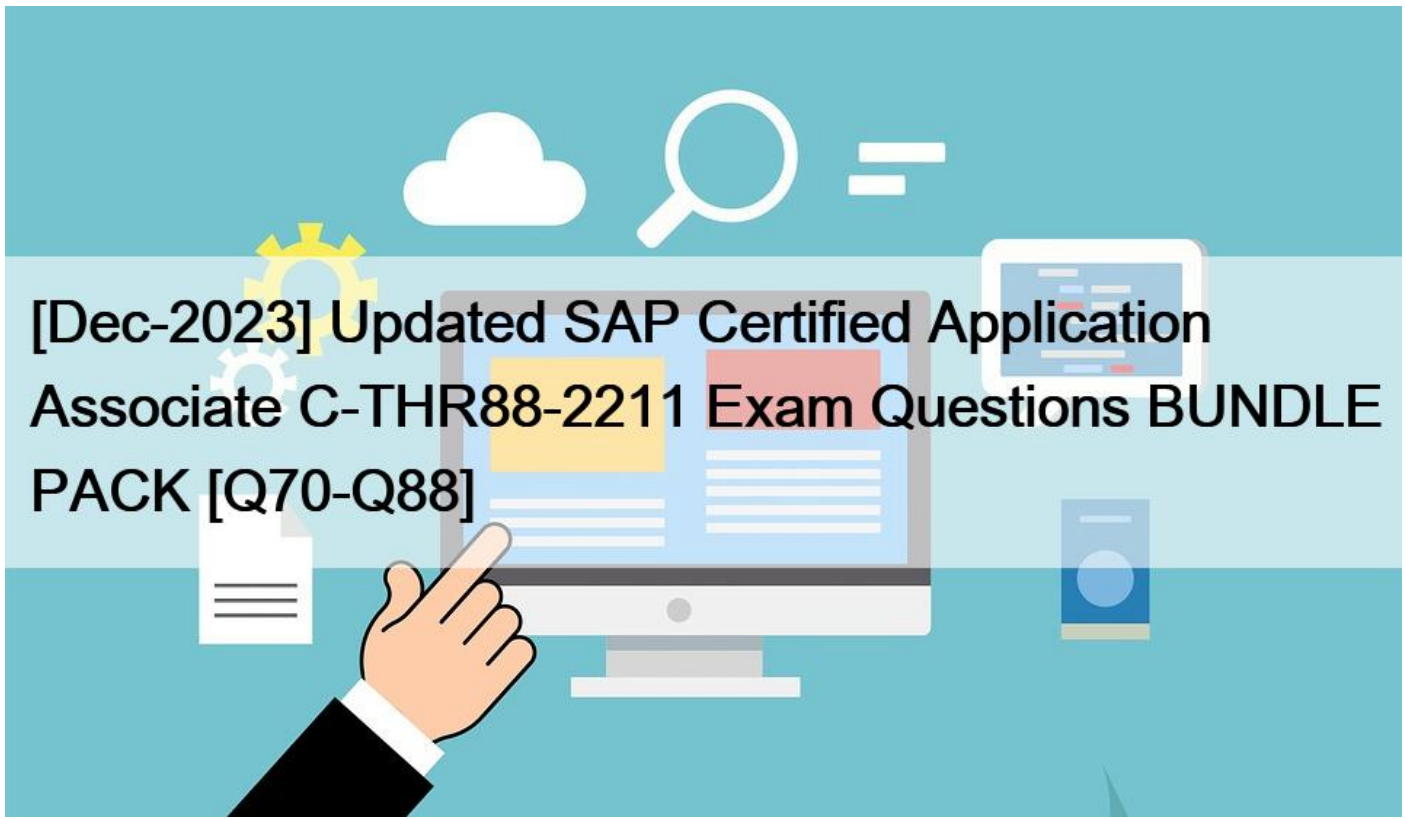 [Dec-2023] Updated SAP Certified Application
Associate C-THR88-2211 Exam Questions BUNDLE
PACK [Q70-Q88]